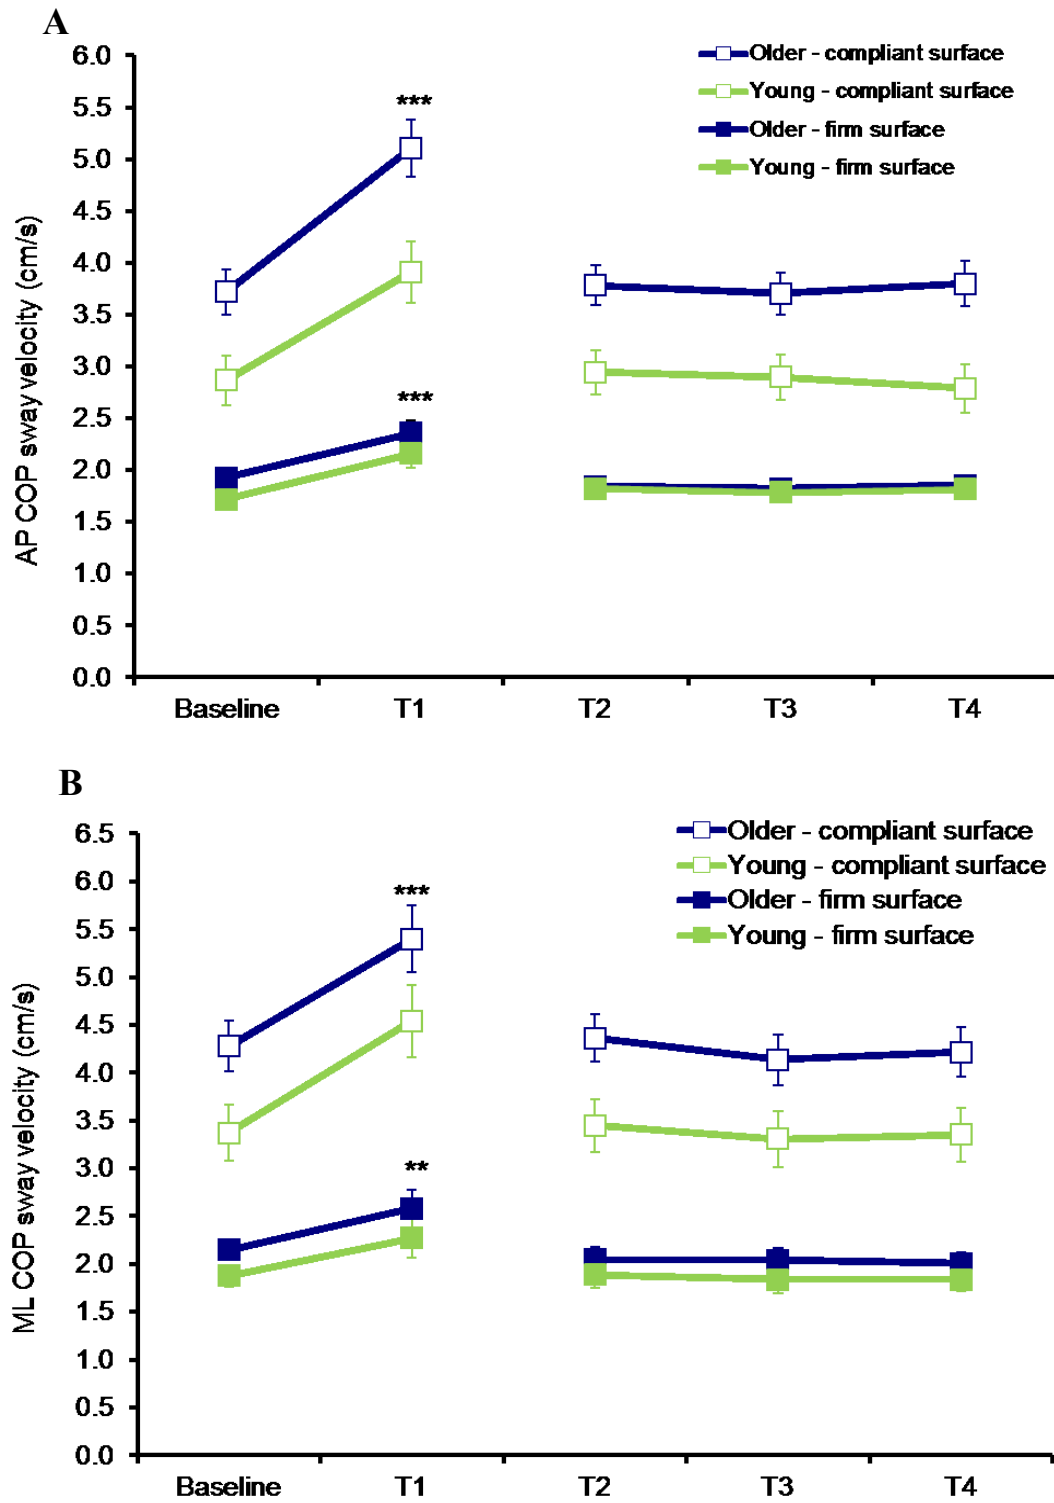 A
6.0
5.5
5.0
4.5
4.0
3.5
3.0
2.5
2.0
1.5
1.0
0.5
0.0
AP COP sway velocity (cm/s)
Older - compliant surface
Young - compliant surface
Older - firm surface
Young - firm surface
***
***
Baseline T1 T2 T3 T4
B
6.5
6.0
5.5
5.0
4.5
4.0
3.5
3.0
2.5
2.0
1.5
1.0
0.5
0.0
ML COP sway velocity (cm/s)
Older - compliant surface
Young - compliant surface
Older - firm surface
Young - firm surface
***
**
Baseline T1 T2 T3 T4